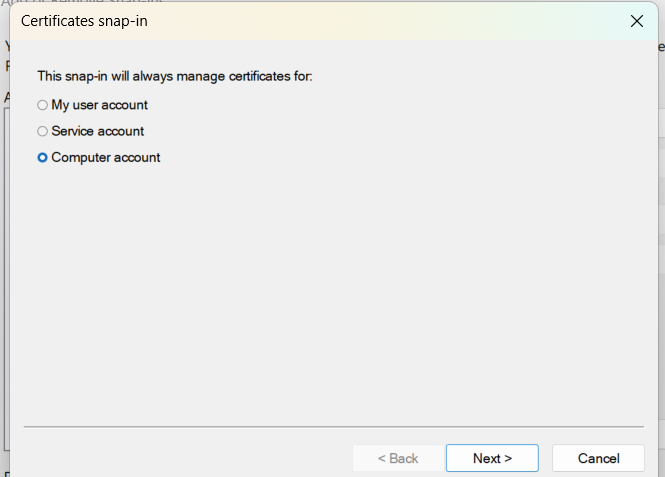 Certificates snap-in
This snap-in will always manage certificates for:
My user account
Service account
Computer account
< Back
Next >
Cancel